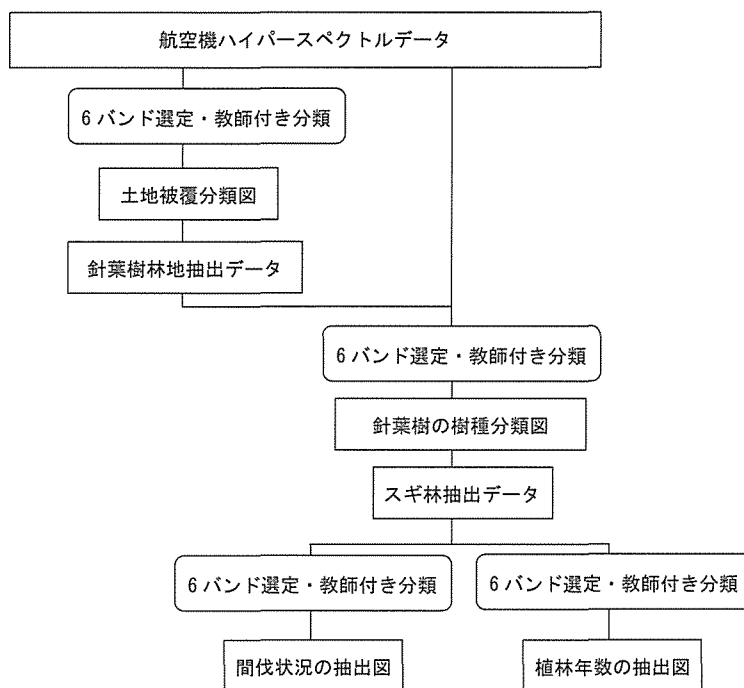 航空機ハイパースペクトルデータ
6バンド選定・教師付き分類
土地被覆分類図
針葉樹林地抽出データ
6バンド選定・教師付き分類
針葉樹の樹種分類図
スギ林抽出データ
6バンド選定・教師付き分類
6バンド選定・教師付き分類
間伐状況の抽出図
植林年数の抽出図